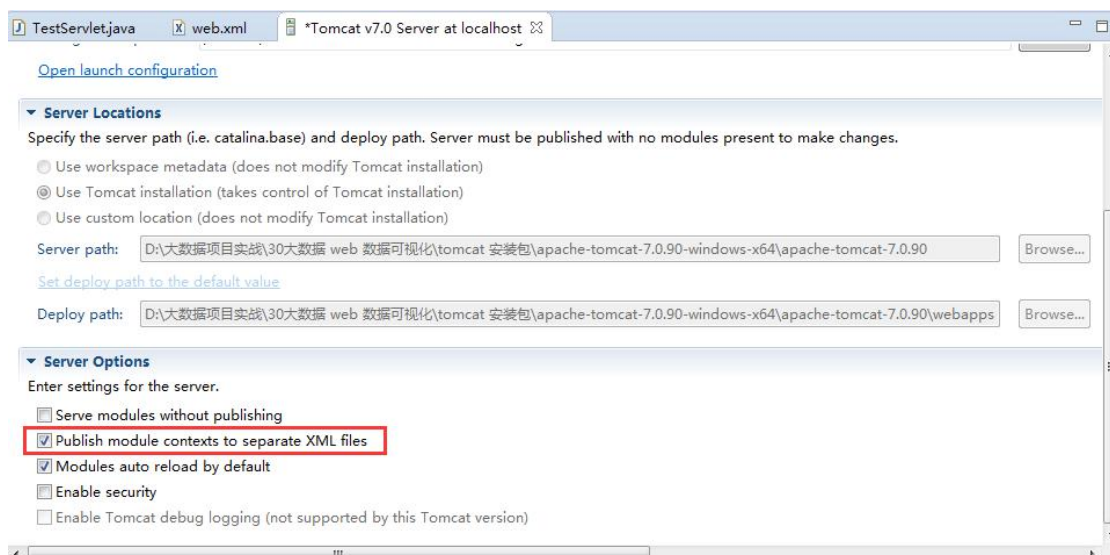 TestServlet.java
web.xml
*Tomcat v7.0 Server at localhost
Open launch configuration
Server Locations
Specify the server path (i.e. catalina.base) and deploy path. Server must be published with no modules present to make changes.
Use workspace metadata (does not modify Tomcat installation)
Use Tomcat installation (takes control of Tomcat installation)
Use custom location (does not modify Tomcat installation)
Server path: D:\大数据项目实战\30大数据 web 数据可视化\tomcat 安装包\apache-tomcat-7.0.90-windows-x64\apache-tomcat-7.0.90 Browse...
Set deploy path to the default value
Deploy path: D:\大数据项目实战\30大数据 web 数据可视化\tomcat 安装包\apache-tomcat-7.0.90-windows-x64\apache-tomcat-7.0.90\webapps Browse...
Server Options
Enter settings for the server.
Serve modules without publishing
Publish module contexts to separate XML files
Modules auto reload by default
Enable security
Enable Tomcat debug logging (not supported by this Tomcat version)